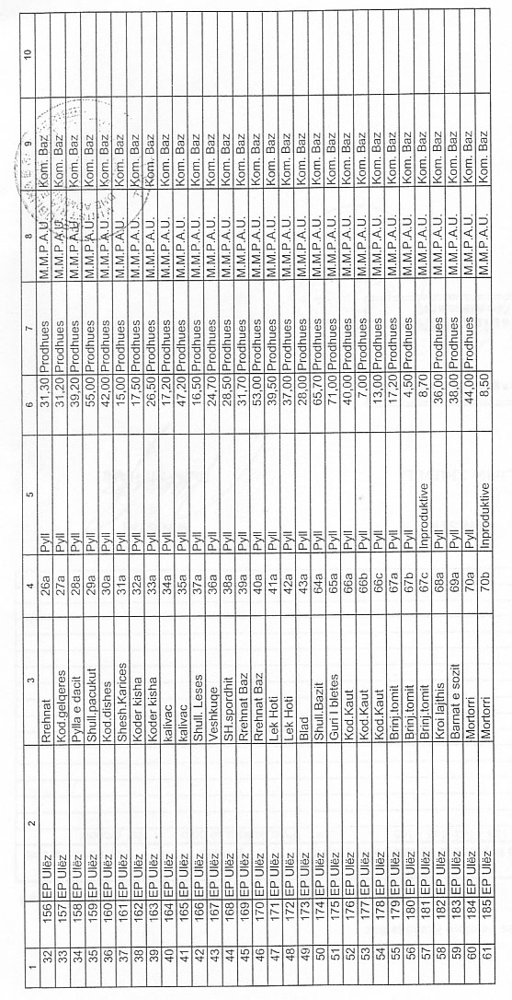 1 2 3 4 5 6 7 8 9 10
32 156 EP Ulëz Rrehnat 26a Pyll 31,30 Prodhues M.M.P.A.U. Kom. Baz
33 157 EP Ulëz Kod.gelqeres 27a Pyll 31,20 Prodhues M.M.P.A.U. Kom. Baz
34 158 EP Ulëz Pylla e dacit 28a Pyll 39,20 Prodhues M.M.P.A.U. Kom. Baz
35 159 EP Ulëz Shull.pacukut 29a Pyll 55,00 Prodhues M.M.P.A.U. Kom. Baz
36 160 EP Ulëz Kod.dishes 30a Pyll 42,00 Prodhues M.M.P.A.U. Kom. Baz
37 161 EP Ulëz Shesh.Karices 31a Pyll 15,00 Prodhues M.M.P.A.U. Kom. Baz
38 162 EP Ulëz Koder kisha 32a Pyll 17,50 Prodhues M.M.P.A.U. Kom. Baz
39 163 EP Ulëz Koder kisha 33a Pyll 26,50 Prodhues M.M.P.A.U. Kom. Baz
40 164 EP Ulëz kalivac 34a Pyll 17,20 Prodhues M.M.P.A.U. Kom. Baz
41 165 EP Ulëz kalivac 35a Pyll 47,20 Prodhues M.M.P.A.U. Kom. Baz
42 166 EP Ulëz Shull. Leses 37a Pyll 16,50 Prodhues M.M.P.A.U. Kom. Baz
43 167 EP Ulëz Veshkuqe 36a Pyll 24,70 Prodhues M.M.P.A.U. Kom. Baz
44 168 EP Ulëz SH.spordhit 38a Pyll 28,50 Prodhues M.M.P.A.U. Kom. Baz
45 169 EP Ulëz Rrehnat Baz 39a Pyll 31,70 Prodhues M.M.P.A.U. Kom. Baz
46 170 EP Ulëz Rrehnat Baz 40a Pyll 53,00 Prodhues M.M.P.A.U. Kom. Baz
47 171 EP Ulëz Lek Hoti 41a Pyll 39,50 Prodhues M.M.P.A.U. Kom. Baz
48 172 EP Ulëz Lek Hoti 42a Pyll 37,00 Prodhues M.M.P.A.U. Kom. Baz
49 173 EP Ulëz Blad 43a Pyll 28,00 Prodhues M.M.P.A.U. Kom. Baz
50 174 EP Ulëz Shull.Bazit 64a Pyll 65,70 Prodhues M.M.P.A.U. Kom. Baz
51 175 EP Ulëz Guri I bletes 65a Pyll 71,00 Prodhues M.M.P.A.U. Kom. Baz
52 176 EP Ulëz Kod.Kaut 66a Pyll 40,00 Prodhues M.M.P.A.U. Kom. Baz
53 177 EP Ulëz Kod.Kaut 66b Pyll 7,00 Prodhues M.M.P.A.U. Kom. Baz
54 178 EP Ulëz Kod.Kaut 66c Pyll 13,00 Prodhues M.M.P.A.U. Kom. Baz
55 179 EP Ulëz Brinj.tomit 67a Pyll 17,20 Prodhues M.M.P.A.U. Kom. Baz
56 180 EP Ulëz Brinj.tomit 67b Pyll 4,50 Prodhues M.M.P.A.U. Kom. Baz
57 181 EP Ulëz Brinj.tomit 67c Inproduktive 8,70 M.M.P.A.U. Kom. Baz
58 182 EP Ulëz Kroi lajthis 68a Pyll 36,00 Prodhues M.M.P.A.U. Kom. Baz
59 183 EP Ulëz Barnat e sozit 69a Pyll 38,00 Prodhues M.M.P.A.U. Kom. Baz
60 184 EP Ulëz Mortorri 70a Pyll 44,00 Prodhues M.M.P.A.U. Kom. Baz
61 185 EP Ulëz Mortorri 70b Inproduktive 8,50 M.M.P.A.U. Kom. Baz